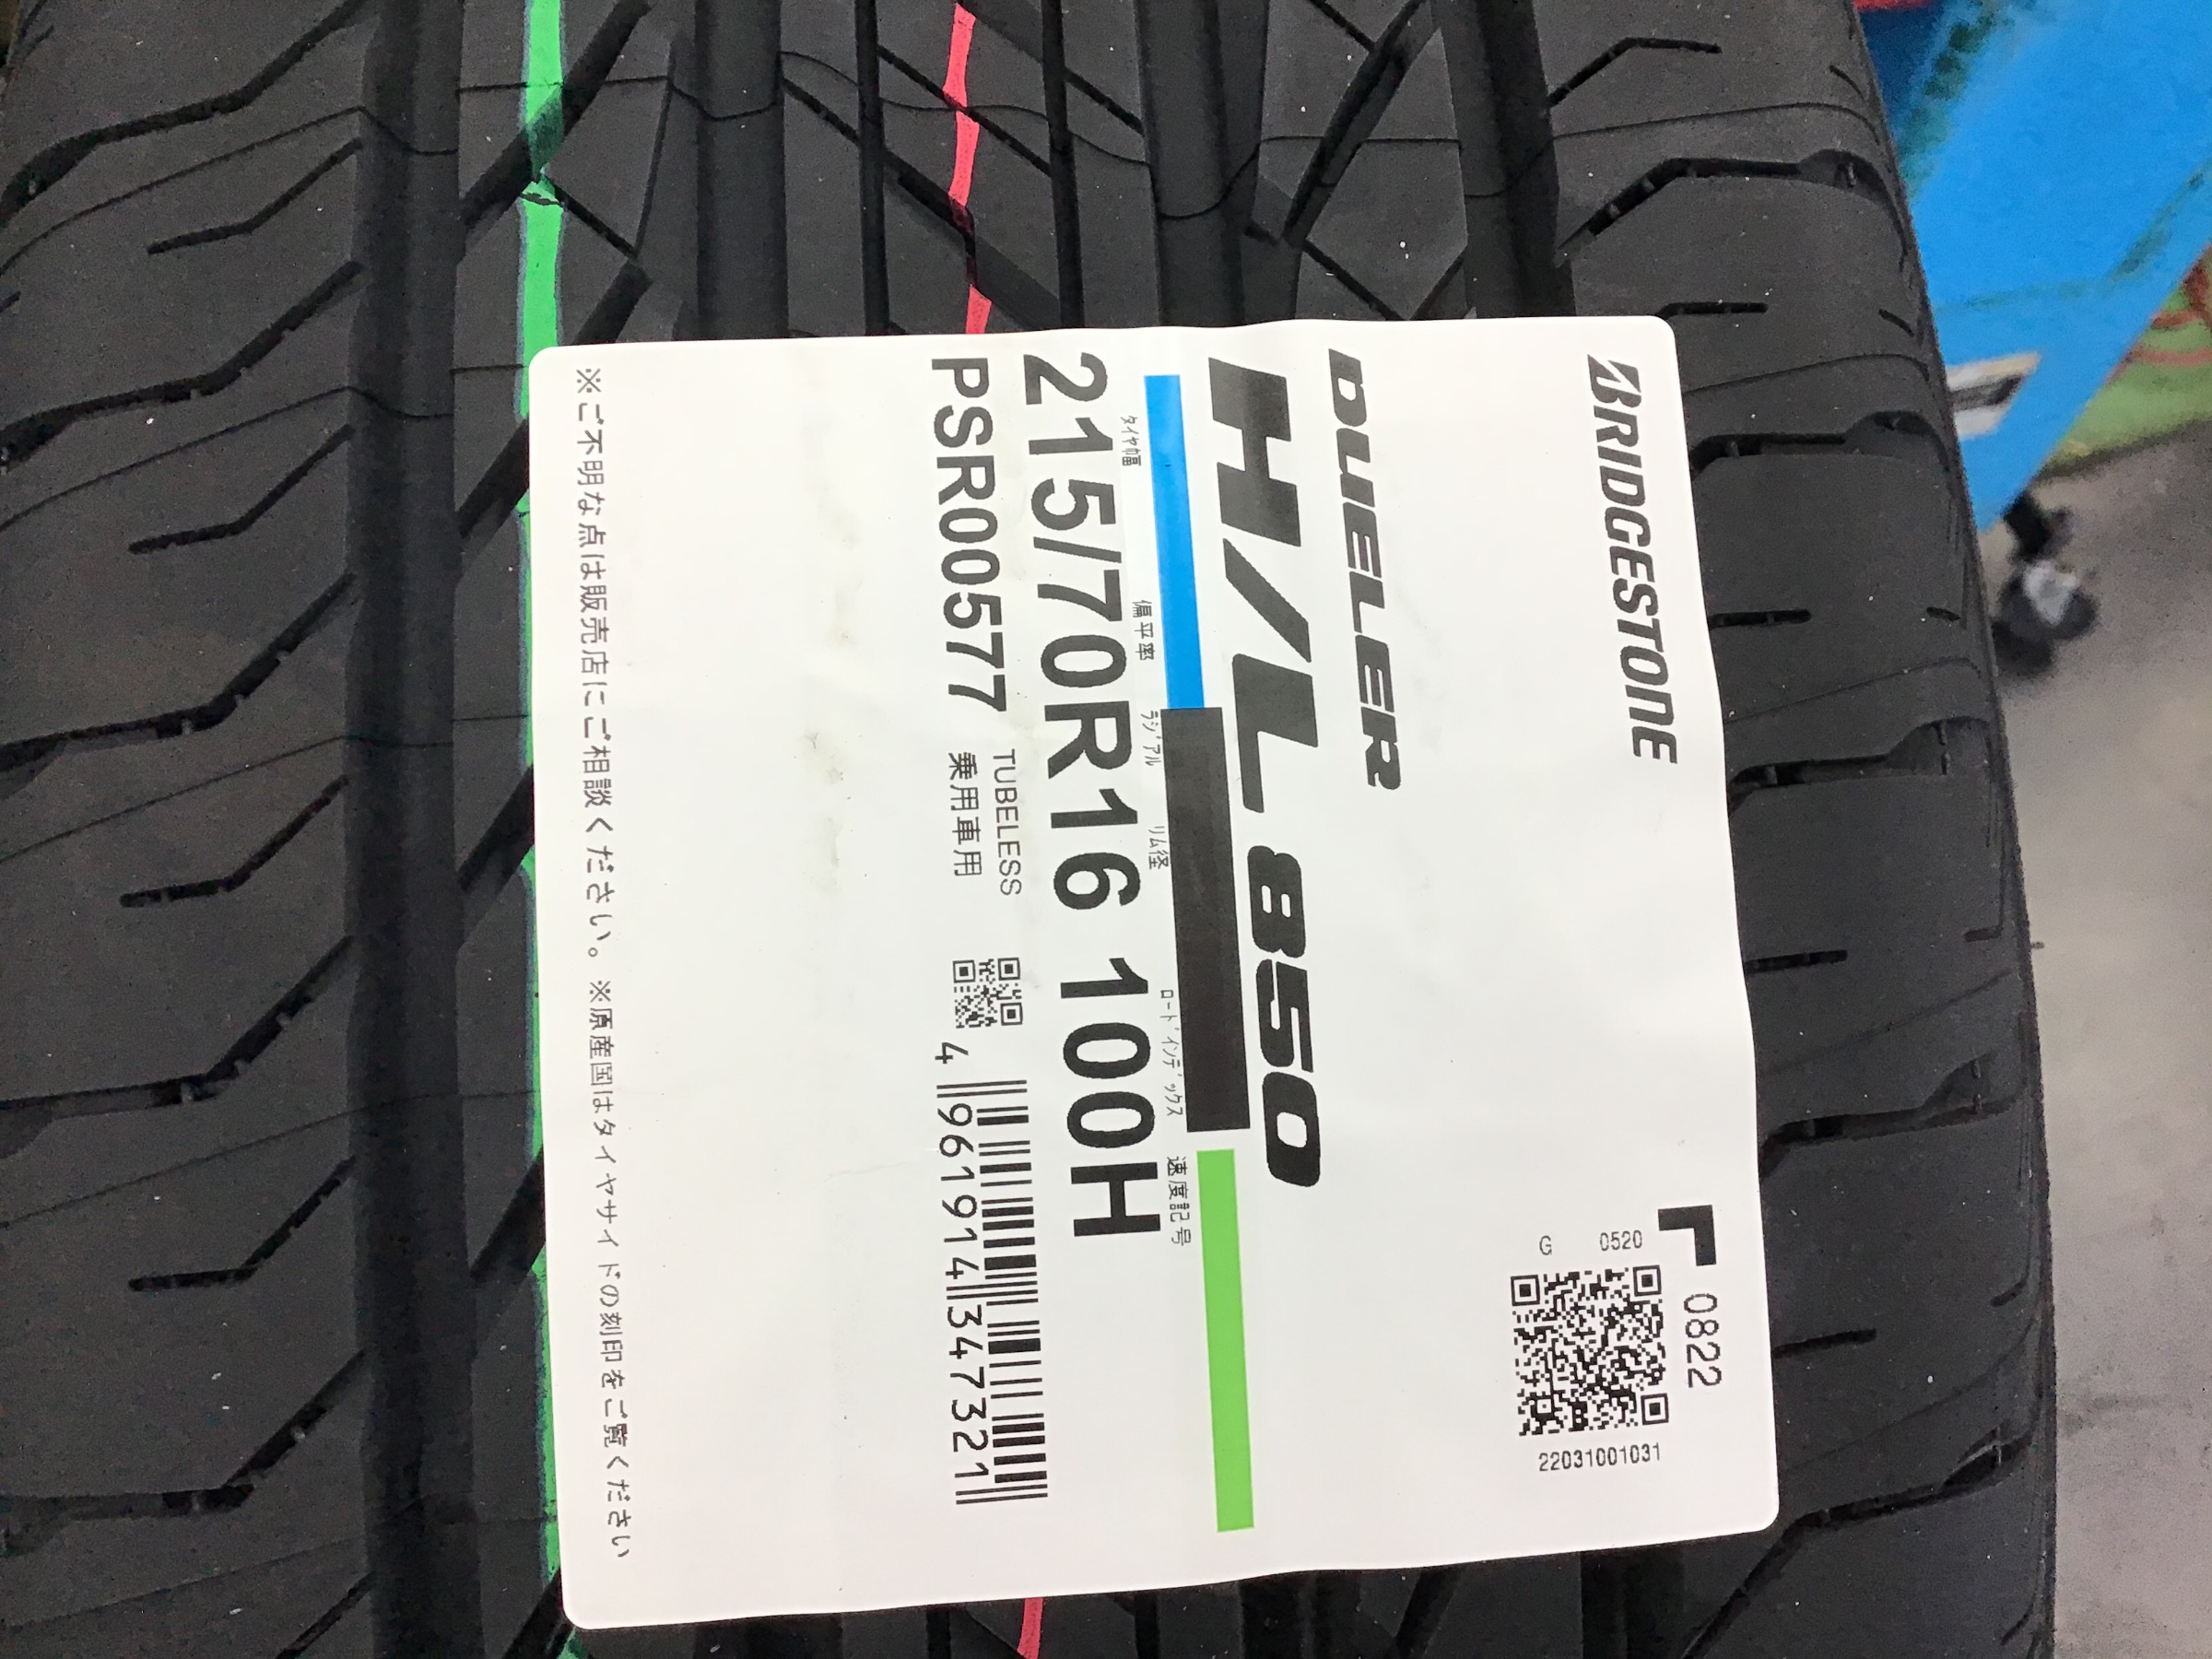 BRIDGESTONE
0822
G 0520
22031001031
DUELER
H/L 850
タイヤ幅 偏平率 ラジアル リム径 ロードインデックス 速度記号
215/70R16 100H
PSR00577
TUBELESS
乗用車用
4 961914 347321
※ご不明な点は販売店にご相談ください。※原産国はタイヤサイドの刻印をご覧ください